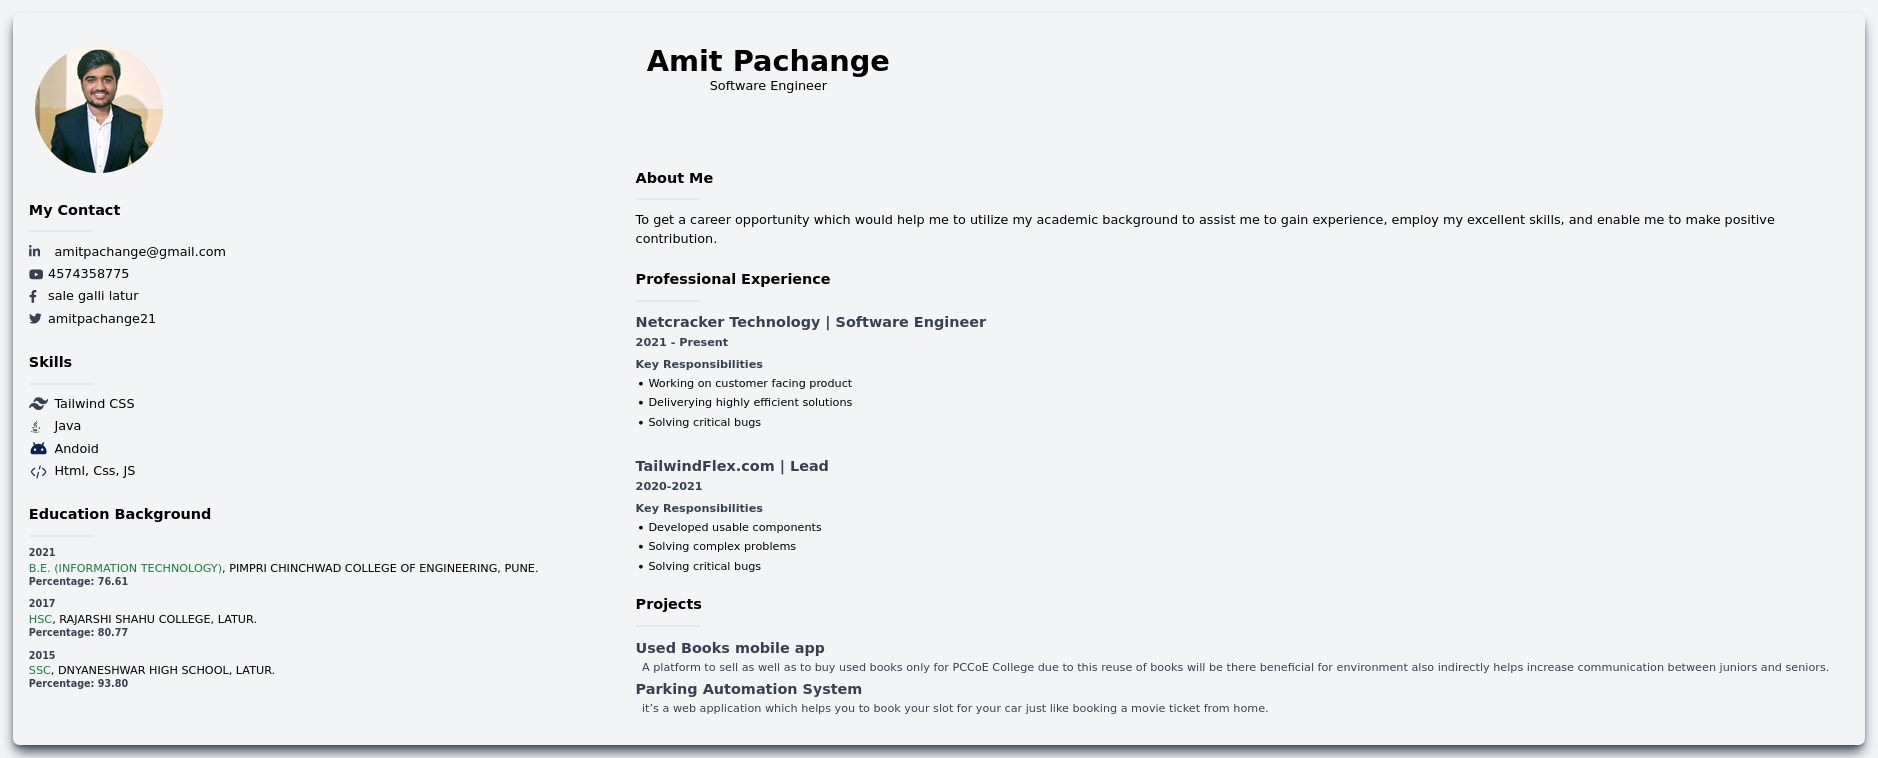 Amit Pachange
Software Engineer
My Contact
amitpachange@gmail.com
4574358775
sale galli latur
amitpachange21
Skills
Tailwind CSS
Java
Andoid
Html, Css, JS
Education Background
2021
B.E. (INFORMATION TECHNOLOGY), PIMPRI CHINCHWAD COLLEGE OF ENGINEERING, PUNE.
Percentage: 76.61
2017
HSC, RAJARSHI SHAHU COLLEGE, LATUR.
Percentage: 80.77
2015
SSC, DNYANESHWAR HIGH SCHOOL, LATUR.
Percentage: 93.80
About Me
To get a career opportunity which would help me to utilize my academic background to assist me to gain experience, employ my excellent skills, and enable me to make positive
contribution.
Professional Experience
Netcracker Technology | Software Engineer
2021 - Present
Key Responsibilities
• Working on customer facing product
• Deliverying highly efficient solutions
• Solving critical bugs
TailwindFlex.com | Lead
2020-2021
Key Responsibilities
• Developed usable components
• Solving complex problems
• Solving critical bugs
Projects
Used Books mobile app
A platform to sell as well as to buy used books only for PCCoE College due to this reuse of books will be there beneficial for environment also indirectly helps increase communication between juniors and seniors.
Parking Automation System
it’s a web application which helps you to book your slot for your car just like booking a movie ticket from home.